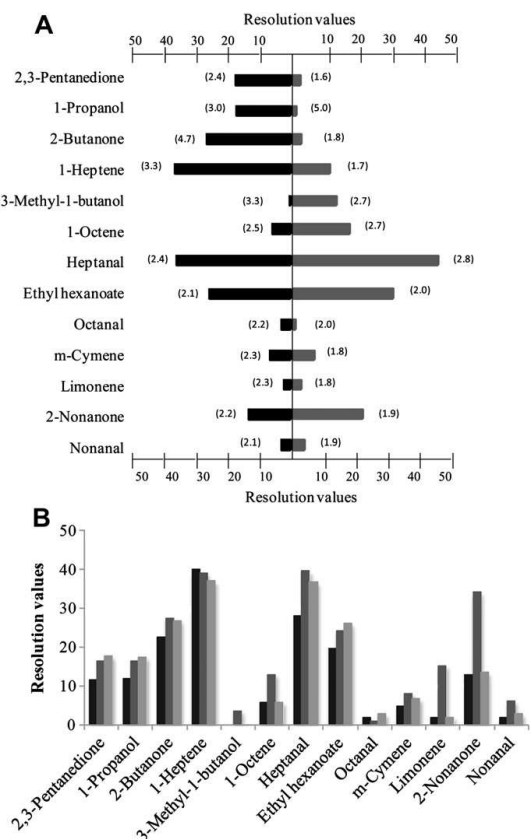 A
Resolution values
50 40 30 20 10 10 20 30 40 50
2,3-Pentanedione (2.4) (1.6)
1-Propanol (3.0) (5.0)
2-Butanone (4.7) (1.8)
1-Heptene (3.3) (1.7)
3-Methyl-1-butanol (3.3) (2.7)
1-Octene (2.5) (2.7)
Heptanal (2.4) (2.8)
Ethyl hexanoate (2.1) (2.0)
Octanal (2.2) (2.0)
m-Cymene (2.3) (1.8)
Limonene (2.3) (1.8)
2-Nonanone (2.2) (1.9)
Nonanal (2.1) (1.9)
50 40 30 20 10 10 20 30 40 50
Resolution values
B
Resolution values
50
40
30
20
10
0
2,3-Pentanedione
1-Propanol
2-Butanone
1-Heptene
3-Methyl-1-butanol
1-Octene
Heptanal
Ethyl hexanoate
Octanal
m-Cymene
Limonene
2-Nonanone
Nonanal